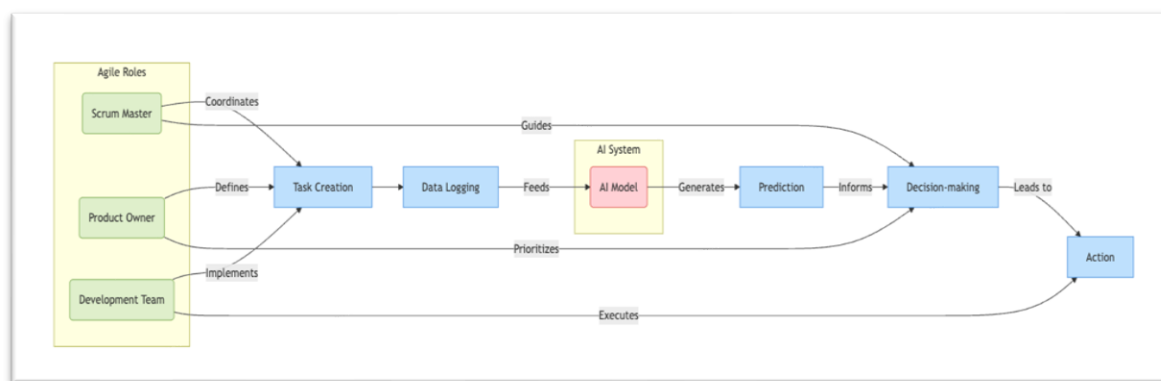 Agile Roles
Scrum Master
Coordinates
Guides
AI System
Defines
Task Creation
Data Logging
Feeds
AI Model
Generates
Prediction
Informs
Decision-making
Leads to
Product Owner
Prioritizes
Action
Implements
Development Team
Executes